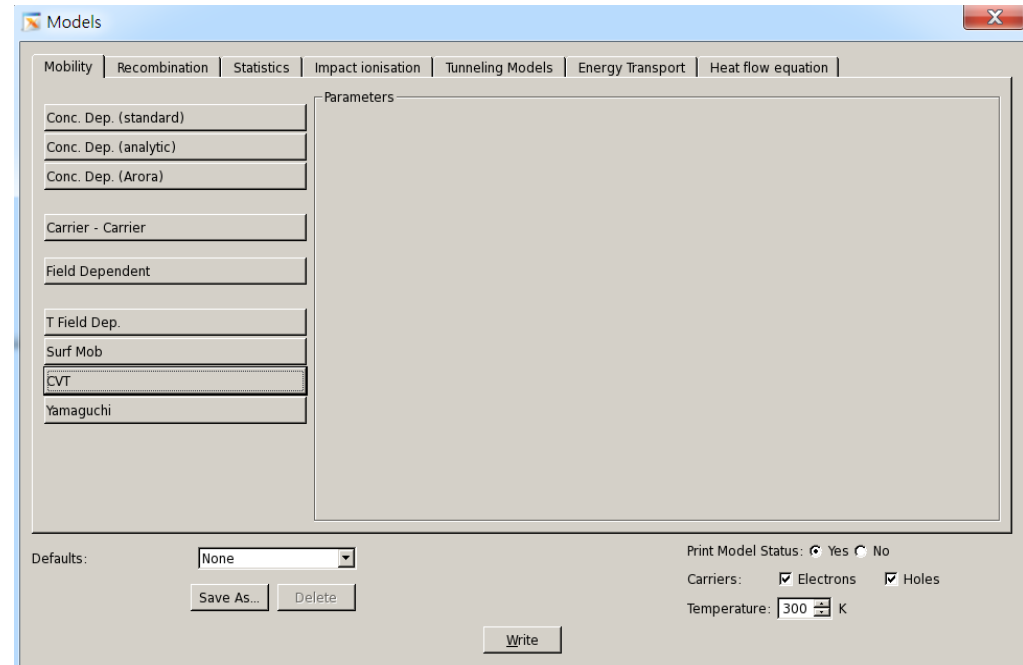 Models
Mobility Recombination Statistics Impact ionisation Tunneling Models Energy Transport Heat flow equation
Parameters
Conc. Dep. (standard)
Conc. Dep. (analytic)
Conc. Dep. (Arora)
Carrier - Carrier
Field Dependent
T Field Dep.
Surf Mob
CVT
Yamaguchi
Defaults: None
Save As... Delete
Print Model Status: Yes No
Carriers: Electrons Holes
Temperature: 300 K
Write